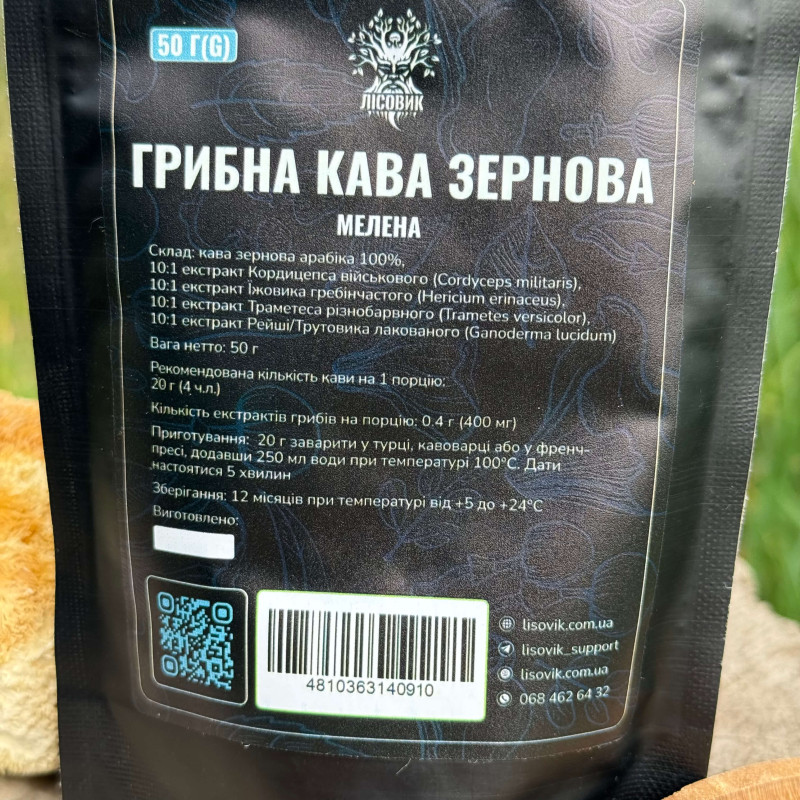 50 Г(G)
ЛІСОВИК
ГРИБНА КАВА ЗЕРНОВА
МЕЛЕНА
Склад: кава зернова арабіка 100%,
10:1 екстракт Кордицепса військового (Cordyceps militaris),
10:1 екстракт Їжовика гребінчастого (Hericium erinaceus),
10:1 екстракт Траметеса різнобарвного (Trametes versicolor),
10:1 екстракт Рейші/Трутовика лакованого (Ganoderma lucidum)
Вага нетто: 50 г
Рекомендована кількість кави на 1 порцію:
20 г (4 ч.л.)
Кількість екстрактів грибів на порцію: 0.4 г (400 мг)
Приготування: 20 г заварити у турці, кавоварці або у френч-
пресі, додавши 250 мл води при температурі 100°C. Дати
настоятися 5 хвилин
Зберігання: 12 місяців при температурі від +5 до +24°C
Виготовлено:
4810363140910
lisovik.com.ua
lisovik_support
lisovik.com.ua
068 462 64 32